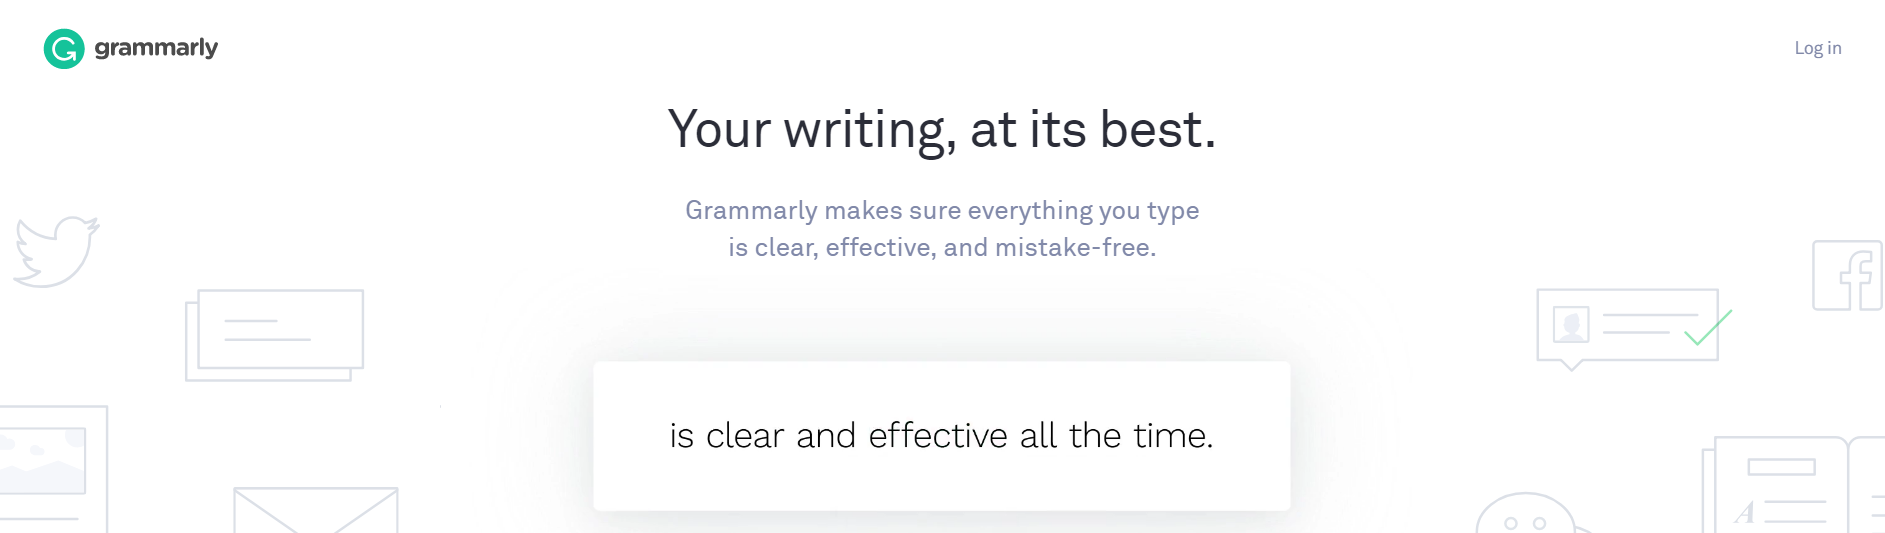 grammarly
Log in
Your writing, at its best.
Grammarly makes sure everything you type
is clear, effective, and mistake-free.
is clear and effective all the time.
A